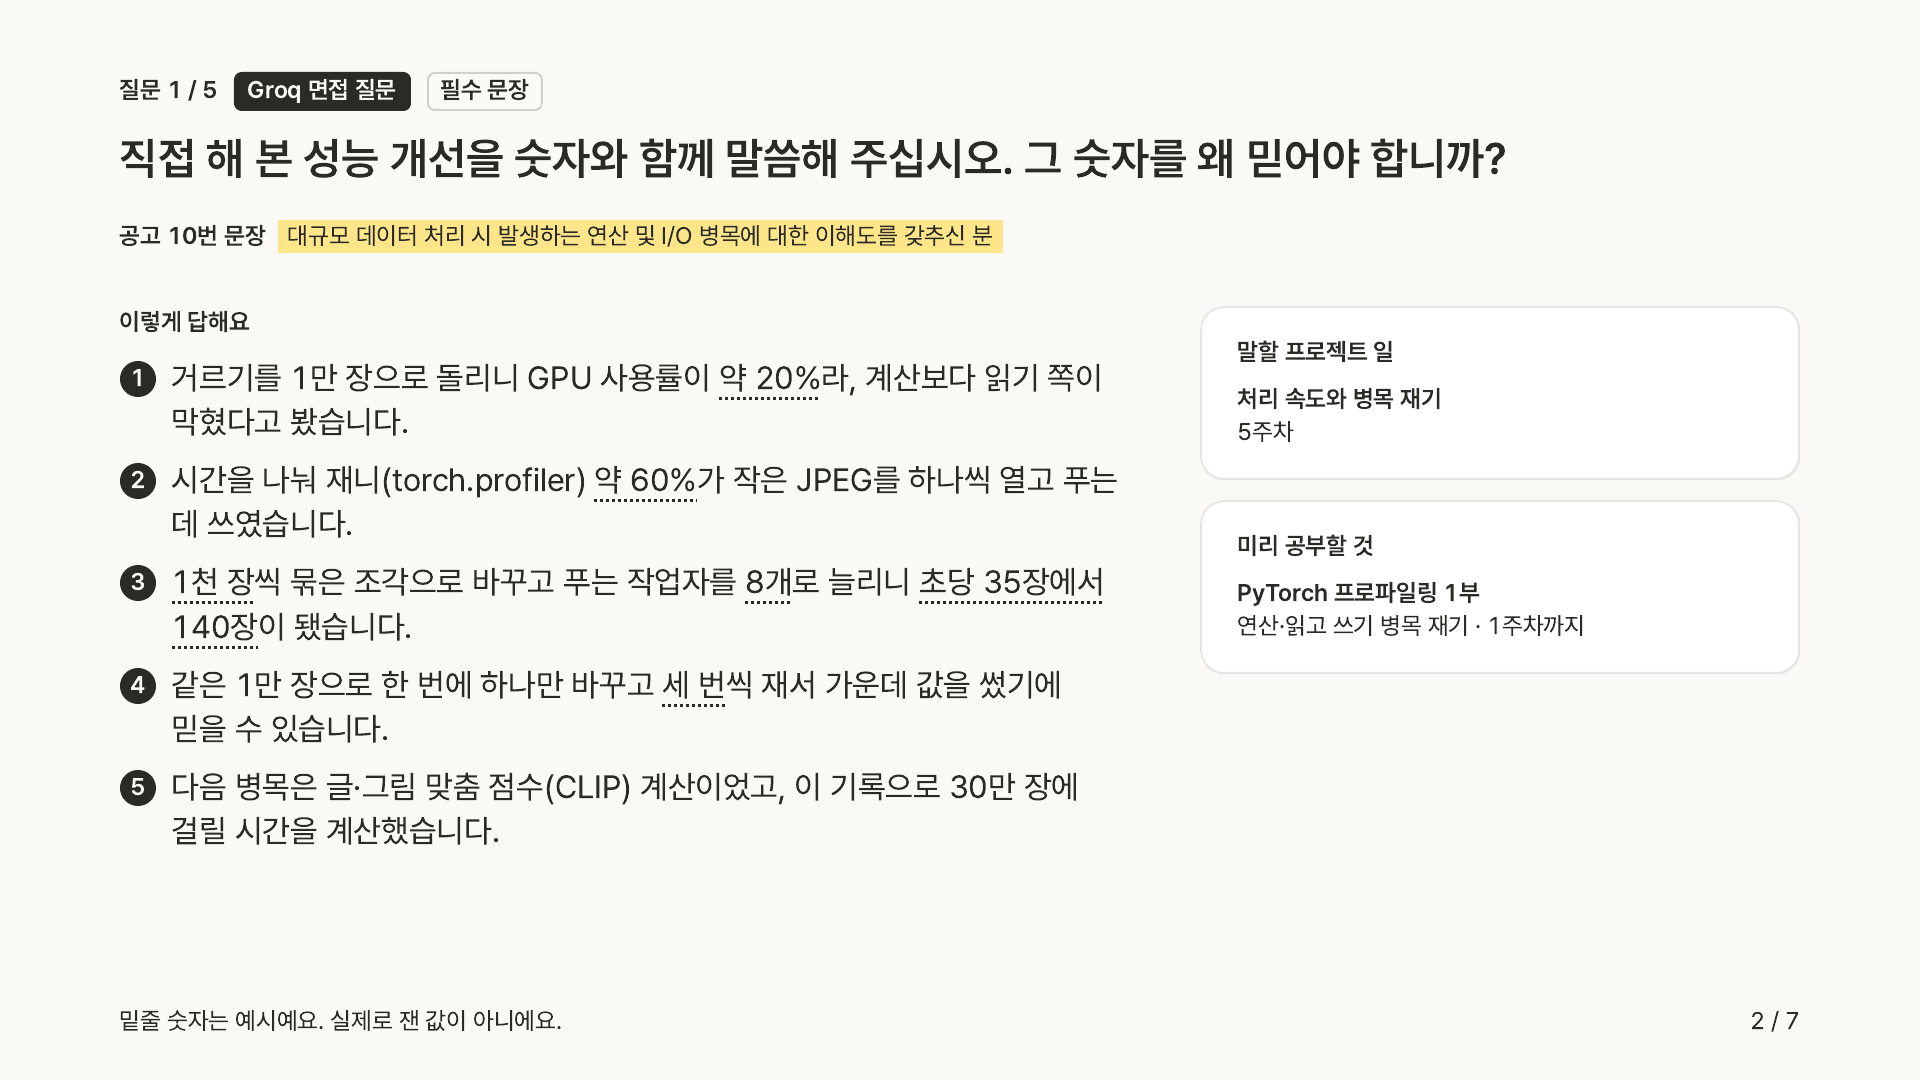 질문 1 / 5 Groq 면접 질문 필수 문장
직접 해 본 성능 개선을 숫자와 함께 말씀해 주십시오. 그 숫자를 왜 믿어야 합니까?
공고 10번 문장 대규모 데이터 처리 시 발생하는 연산 및 I/O 병목에 대한 이해도를 갖추신 분
이렇게 답해요
1 거르기를 1만 장으로 돌리니 GPU 사용률이 약 20%라, 계산보다 읽기 쪽이
막혔다고 봤습니다.
2 시간을 나눠 재니(torch.profiler) 약 60%가 작은 JPEG를 하나씩 열고 푸는
데 쓰였습니다.
3 1천 장씩 묶은 조각으로 바꾸고 푸는 작업자를 8개로 늘리니 초당 35장에서
140장이 됐습니다.
4 같은 1만 장으로 한 번에 하나만 바꾸고 세 번씩 재서 가운데 값을 썼기에
믿을 수 있습니다.
5 다음 병목은 글·그림 맞춤 점수(CLIP) 계산이었고, 이 기록으로 30만 장에
걸릴 시간을 계산했습니다.
말할 프로젝트 일
처리 속도와 병목 재기
5주차
미리 공부할 것
PyTorch 프로파일링 1부
연산·읽고 쓰기 병목 재기 · 1주차까지
밑줄 숫자는 예시예요. 실제로 잰 값이 아니에요.
2 / 7